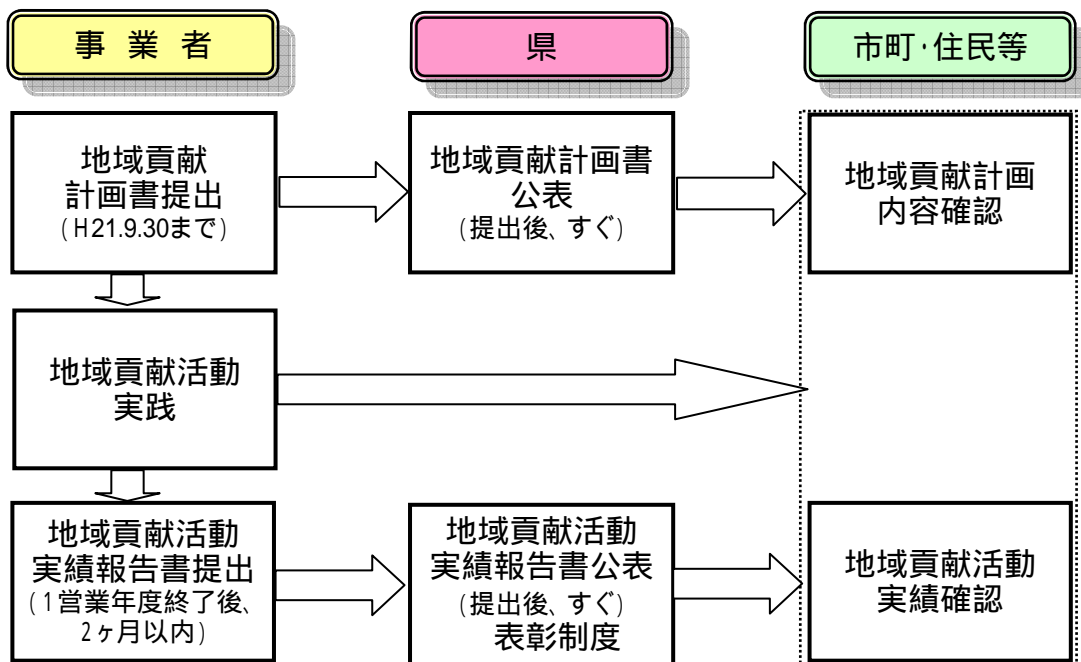 事 業 者
県
市町・住民等
地域貢献
計画書提出
(H21.9.30まで)
地域貢献計画書
公表
(提出後、すぐ)
地域貢献計画
内容確認
地域貢献活動
実践
地域貢献活動
実績報告書提出
(1営業年度終了後、
2ヶ月以内)
地域貢献活動
実績報告書公表
(提出後、すぐ)
表彰制度
地域貢献活動
実績確認